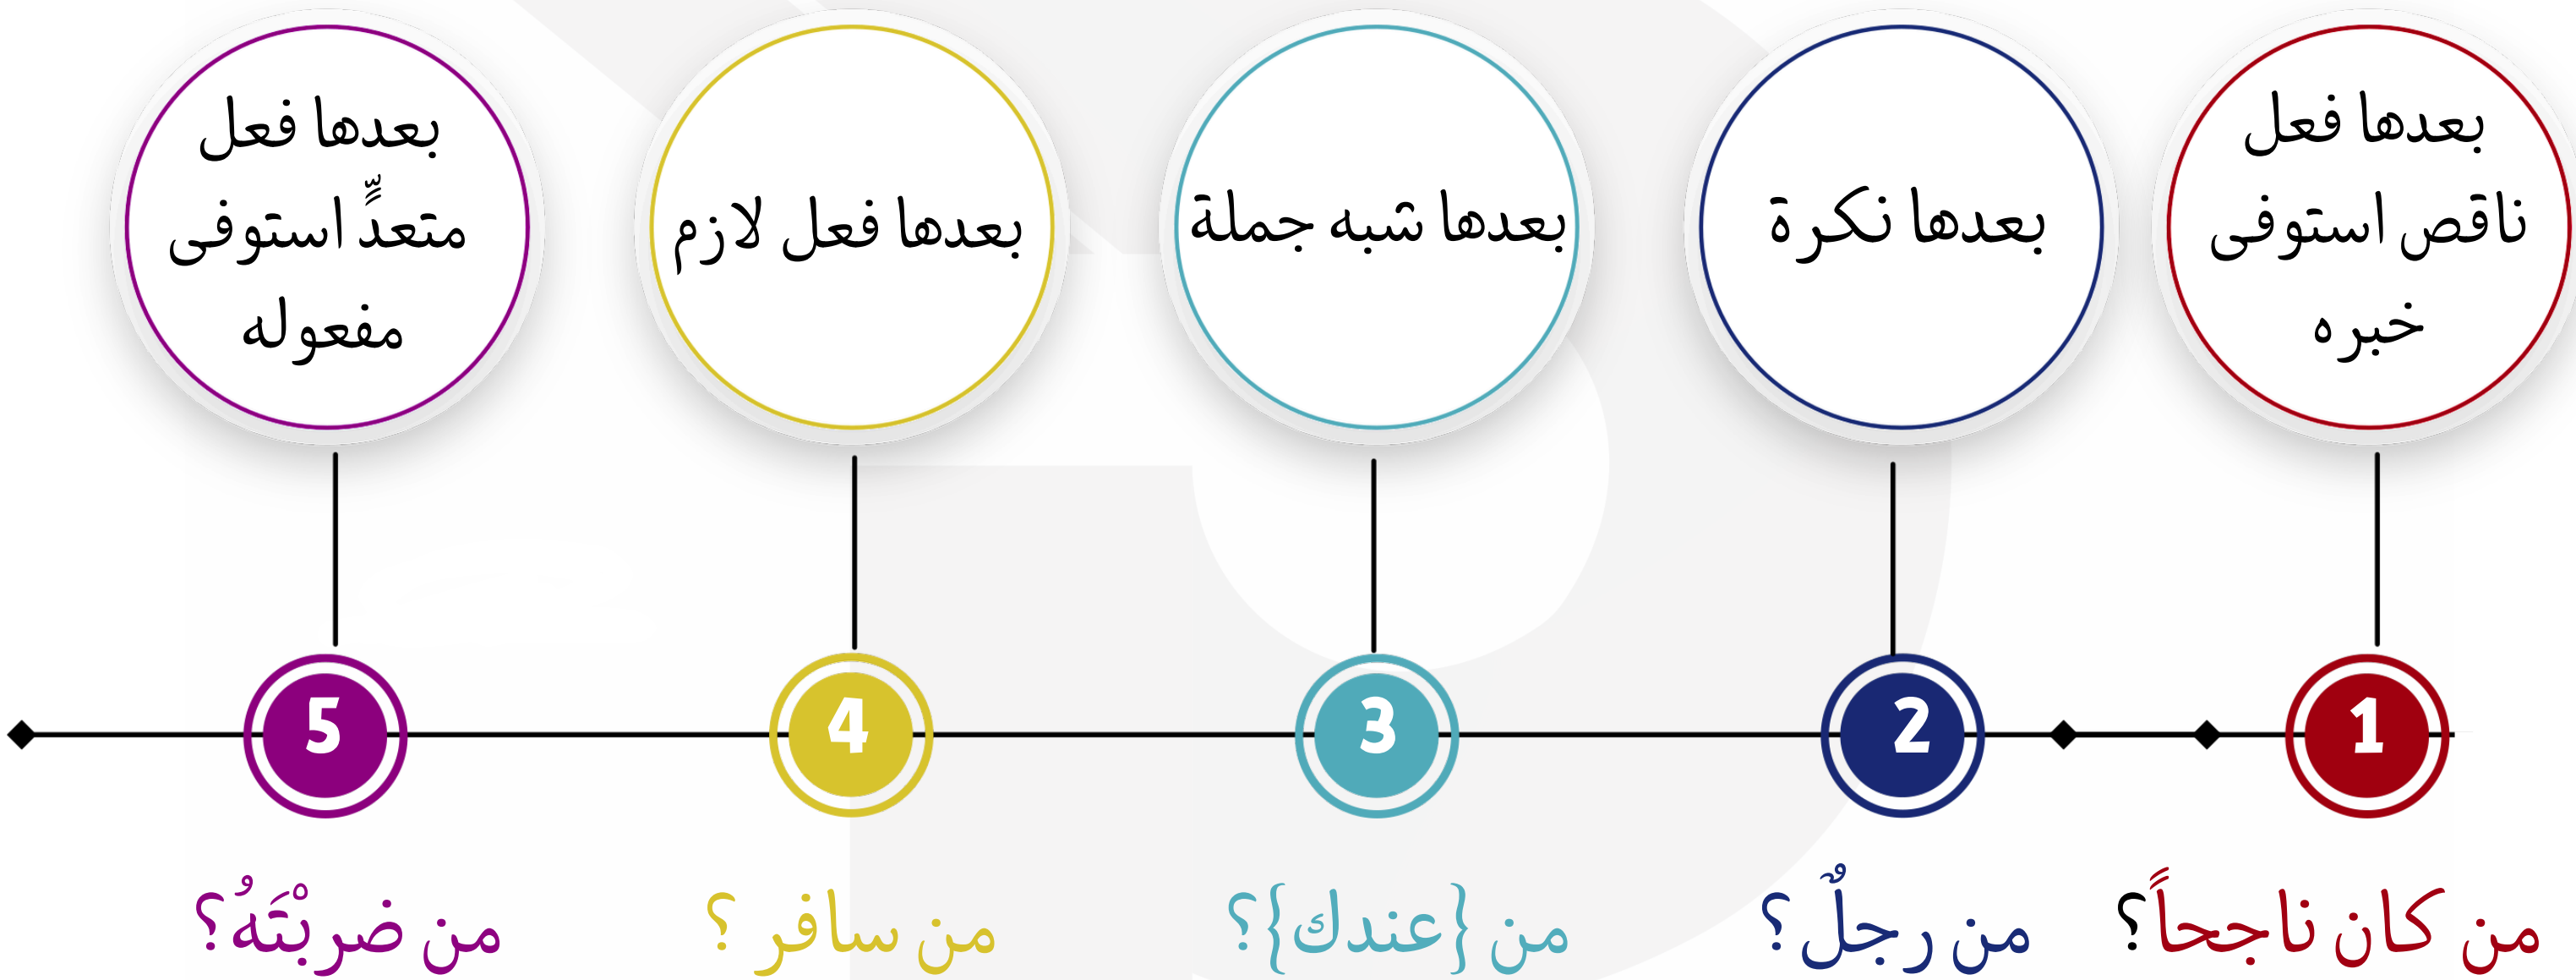 بعدها فعل
ناقص استوفى
خبره
بعدها نكرة
بعدها شبه جملة
بعدها فعل لازم
بعدها فعل
متعدٍّ استوفى
مفعوله
1
2
3
4
5
من كان ناجحاً؟
من رجلٌ؟
من {عندك}؟
من سافر ؟
من ضربْتَهُ؟